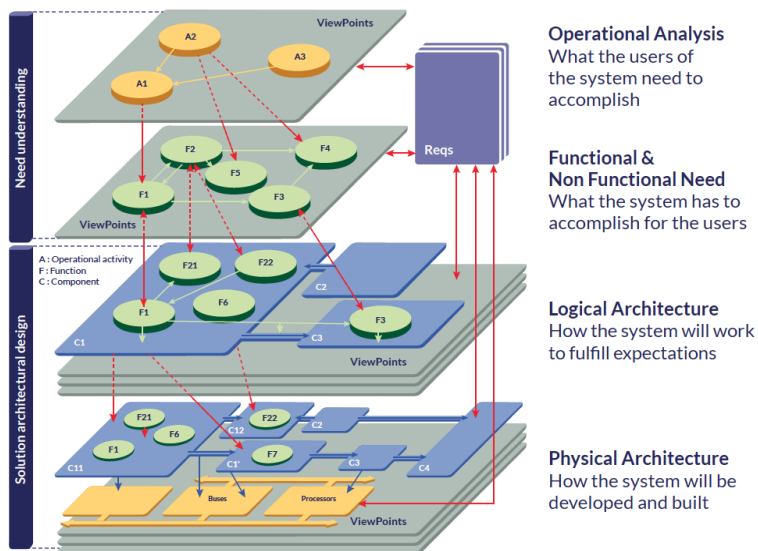 Need understanding
Solution architectural design
ViewPoints
A2
A3
A1
Reqs
F2
F4
F5
F1
F3
ViewPoints
A : Operational activity
F : Function
C : Component
F21
F22
C2
F6
F1
F3
C1
C3
ViewPoints
F21
F22
C2
F6
C12
F1
F7
C11
C1'
C3
C4
Buses
Processors
ViewPoints
Operational Analysis
What the users of
the system need to
accomplish
Functional &
Non Functional Need
What the system has to
accomplish for the users
Logical Architecture
How the system will work
to fulfill expectations
Physical Architecture
How the system will be
developed and built